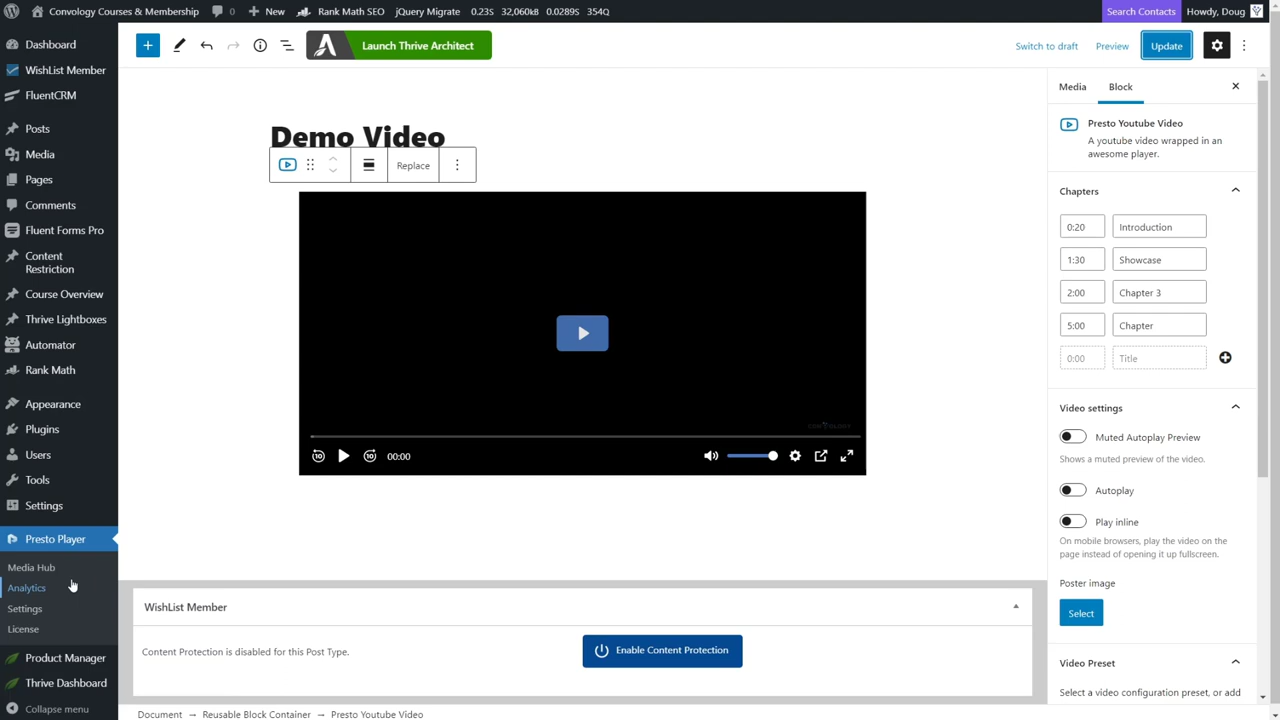 Convology Courses & Membership 0 New Rank Math SEO jQuery Migrate 0.23S 32,060kB 0.0289S 354Q Search Contacts Howdy, Doug
Dashboard
WishList Member
FluentCRM
Posts
Media
Pages
Comments
Fluent Forms Pro
Content
Restriction
Course Overview
Thrive Lightboxes
Automator
Rank Math
Appearance
Plugins
Users
Tools
Settings
Presto Player
Media Hub
Analytics
Settings
License
Product Manager
Thrive Dashboard
Collapse menu
Launch Thrive Architect
Switch to draft Preview Update
Demo Video
Replace
10 10 00:00
WishList Member
Content Protection is disabled for this Post Type.
Enable Content Protection
Document → Reusable Block Container → Presto Youtube Video
Media Block
Presto Youtube Video
A youtube video wrapped in an
awesome player.
Chapters
0:20 Introduction
1:30 Showcase
2:00 Chapter 3
5:00 Chapter
0:00 Title
Video settings
Muted Autoplay Preview
Shows a muted preview of the video.
Autoplay
Play inline
On mobile browsers, play the video on the
page instead of opening it up fullscreen.
Poster image
Select
Video Preset
Select a video configuration preset, or add